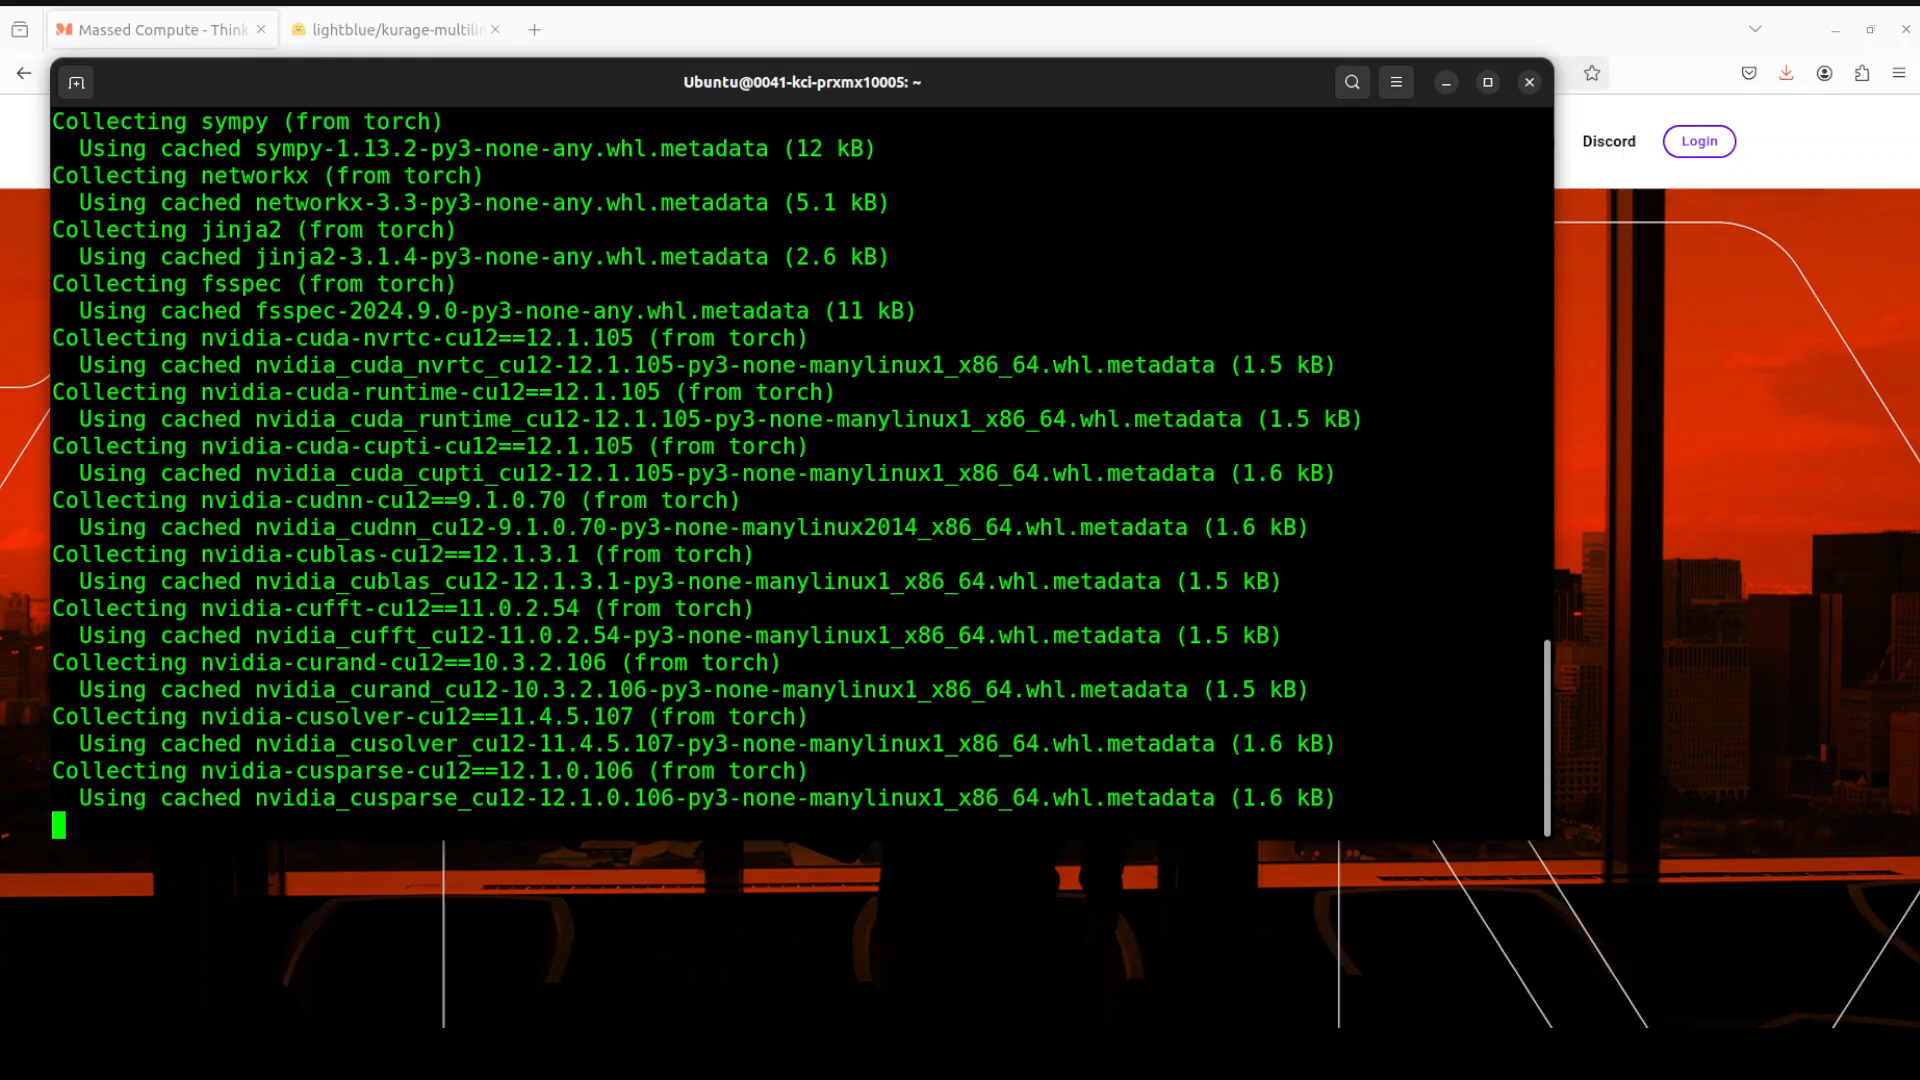 Massed Compute - Think
lightblue/kurage-multili
Ubuntu@0041-kci-prxmx10005: ~
Discord
Login
Collecting sympy (from torch)
Using cached sympy-1.13.2-py3-none-any.whl.metadata (12 kB)
Collecting networkx (from torch)
Using cached networkx-3.3-py3-none-any.whl.metadata (5.1 kB)
Collecting jinja2 (from torch)
Using cached jinja2-3.1.4-py3-none-any.whl.metadata (2.6 kB)
Collecting fsspec (from torch)
Using cached fsspec-2024.9.0-py3-none-any.whl.metadata (11 kB)
Collecting nvidia-cuda-nvrtc-cu12==12.1.105 (from torch)
Using cached nvidia_cuda_nvrtc_cu12-12.1.105-py3-none-manylinux1_x86_64.whl.metadata (1.5 kB)
Collecting nvidia-cuda-runtime-cu12==12.1.105 (from torch)
Using cached nvidia_cuda_runtime_cu12-12.1.105-py3-none-manylinux1_x86_64.whl.metadata (1.5 kB)
Collecting nvidia-cuda-cupti-cu12==12.1.105 (from torch)
Using cached nvidia_cuda_cupti_cu12-12.1.105-py3-none-manylinux1_x86_64.whl.metadata (1.6 kB)
Collecting nvidia-cudnn-cu12==9.1.0.70 (from torch)
Using cached nvidia_cudnn_cu12-9.1.0.70-py3-none-manylinux2014_x86_64.whl.metadata (1.6 kB)
Collecting nvidia-cublas-cu12==12.1.3.1 (from torch)
Using cached nvidia_cublas_cu12-12.1.3.1-py3-none-manylinux1_x86_64.whl.metadata (1.5 kB)
Collecting nvidia-cufft-cu12==11.0.2.54 (from torch)
Using cached nvidia_cufft_cu12-11.0.2.54-py3-none-manylinux1_x86_64.whl.metadata (1.5 kB)
Collecting nvidia-curand-cu12==10.3.2.106 (from torch)
Using cached nvidia_curand_cu12-10.3.2.106-py3-none-manylinux1_x86_64.whl.metadata (1.5 kB)
Collecting nvidia-cusolver-cu12==11.4.5.107 (from torch)
Using cached nvidia_cusolver_cu12-11.4.5.107-py3-none-manylinux1_x86_64.whl.metadata (1.6 kB)
Collecting nvidia-cusparse-cu12==12.1.0.106 (from torch)
Using cached nvidia_cusparse_cu12-12.1.0.106-py3-none-manylinux1_x86_64.whl.metadata (1.6 kB)